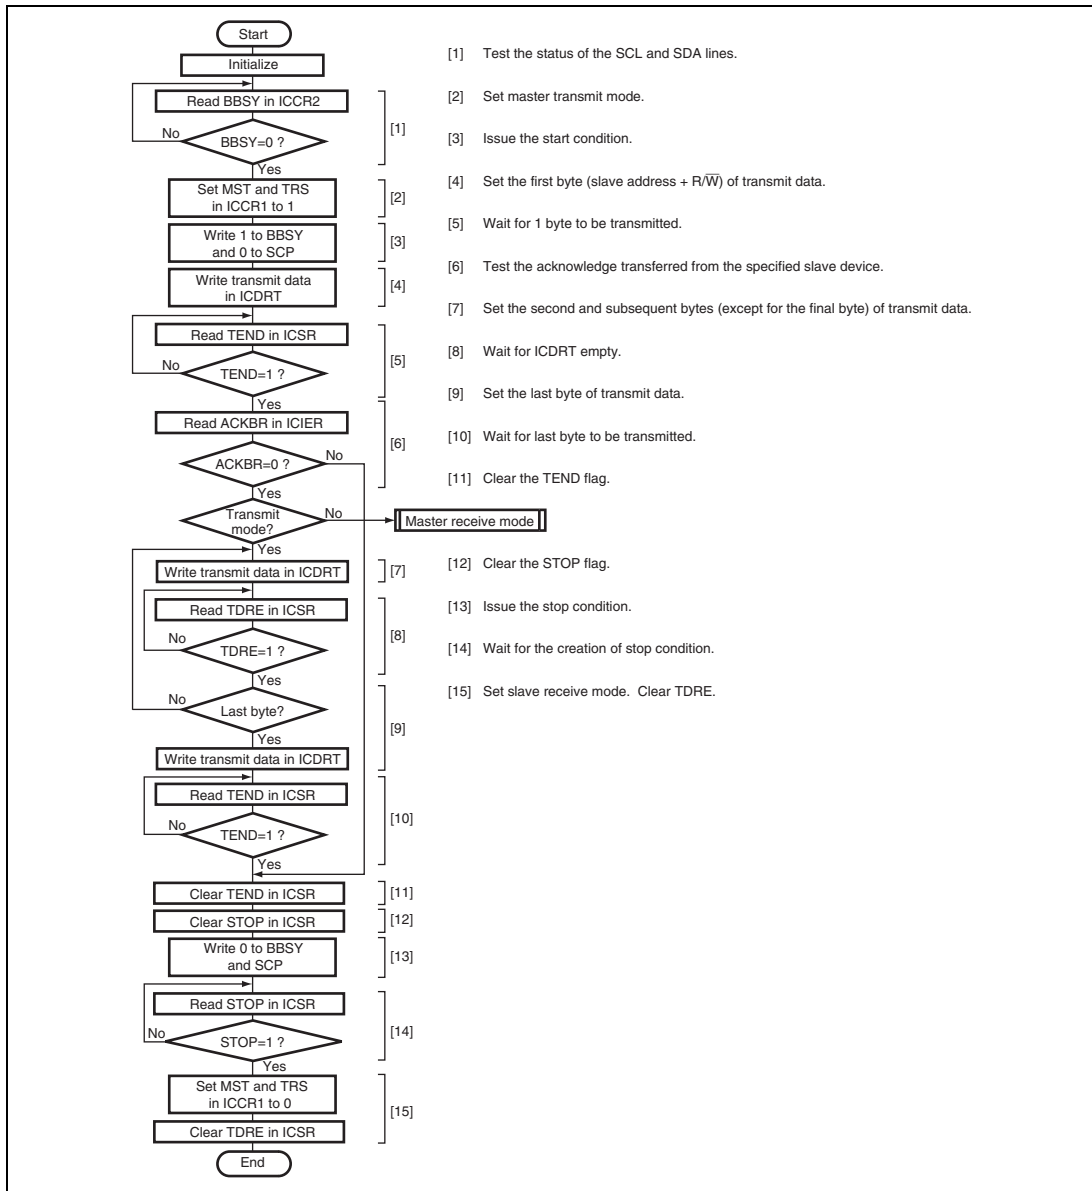 Start
Initialize
Read BBSY in ICCR2
No
BBSY=0 ?
[1]
Yes
Set MST and TRS
in ICCR1 to 1
[2]
Write 1 to BBSY
and 0 to SCP
[3]
Write transmit data
in ICDRT
[4]
Read TEND in ICSR
No
TEND=1 ?
[5]
Yes
Read ACKBR in ICIER
No
ACKBR=0 ?
[6]
Yes
Transmit
mode?
No
Master receive mode
Yes
Write transmit data in ICDRT
[7]
Read TDRE in ICSR
No
TDRE=1 ?
[8]
Yes
No
Last byte?
[9]
Yes
Write transmit data in ICDRT
Read TEND in ICSR
No
TEND=1 ?
[10]
Yes
Clear TEND in ICSR
[11]
Clear STOP in ICSR
[12]
Write 0 to BBSY
and SCP
[13]
Read STOP in ICSR
No
STOP=1 ?
[14]
Yes
Set MST and TRS
in ICCR1 to 0
[15]
Clear TDRE in ICSR
End
[1] Test the status of the SCL and SDA lines.
[2] Set master transmit mode.
[3] Issue the start condition.
[4] Set the first byte (slave address + R/W̅) of transmit data.
[5] Wait for 1 byte to be transmitted.
[6] Test the acknowledge transferred from the specified slave device.
[7] Set the second and subsequent bytes (except for the final byte) of transmit data.
[8] Wait for ICDRT empty.
[9] Set the last byte of transmit data.
[10] Wait for last byte to be transmitted.
[11] Clear the TEND flag.
[12] Clear the STOP flag.
[13] Issue the stop condition.
[14] Wait for the creation of stop condition.
[15] Set slave receive mode. Clear TDRE.